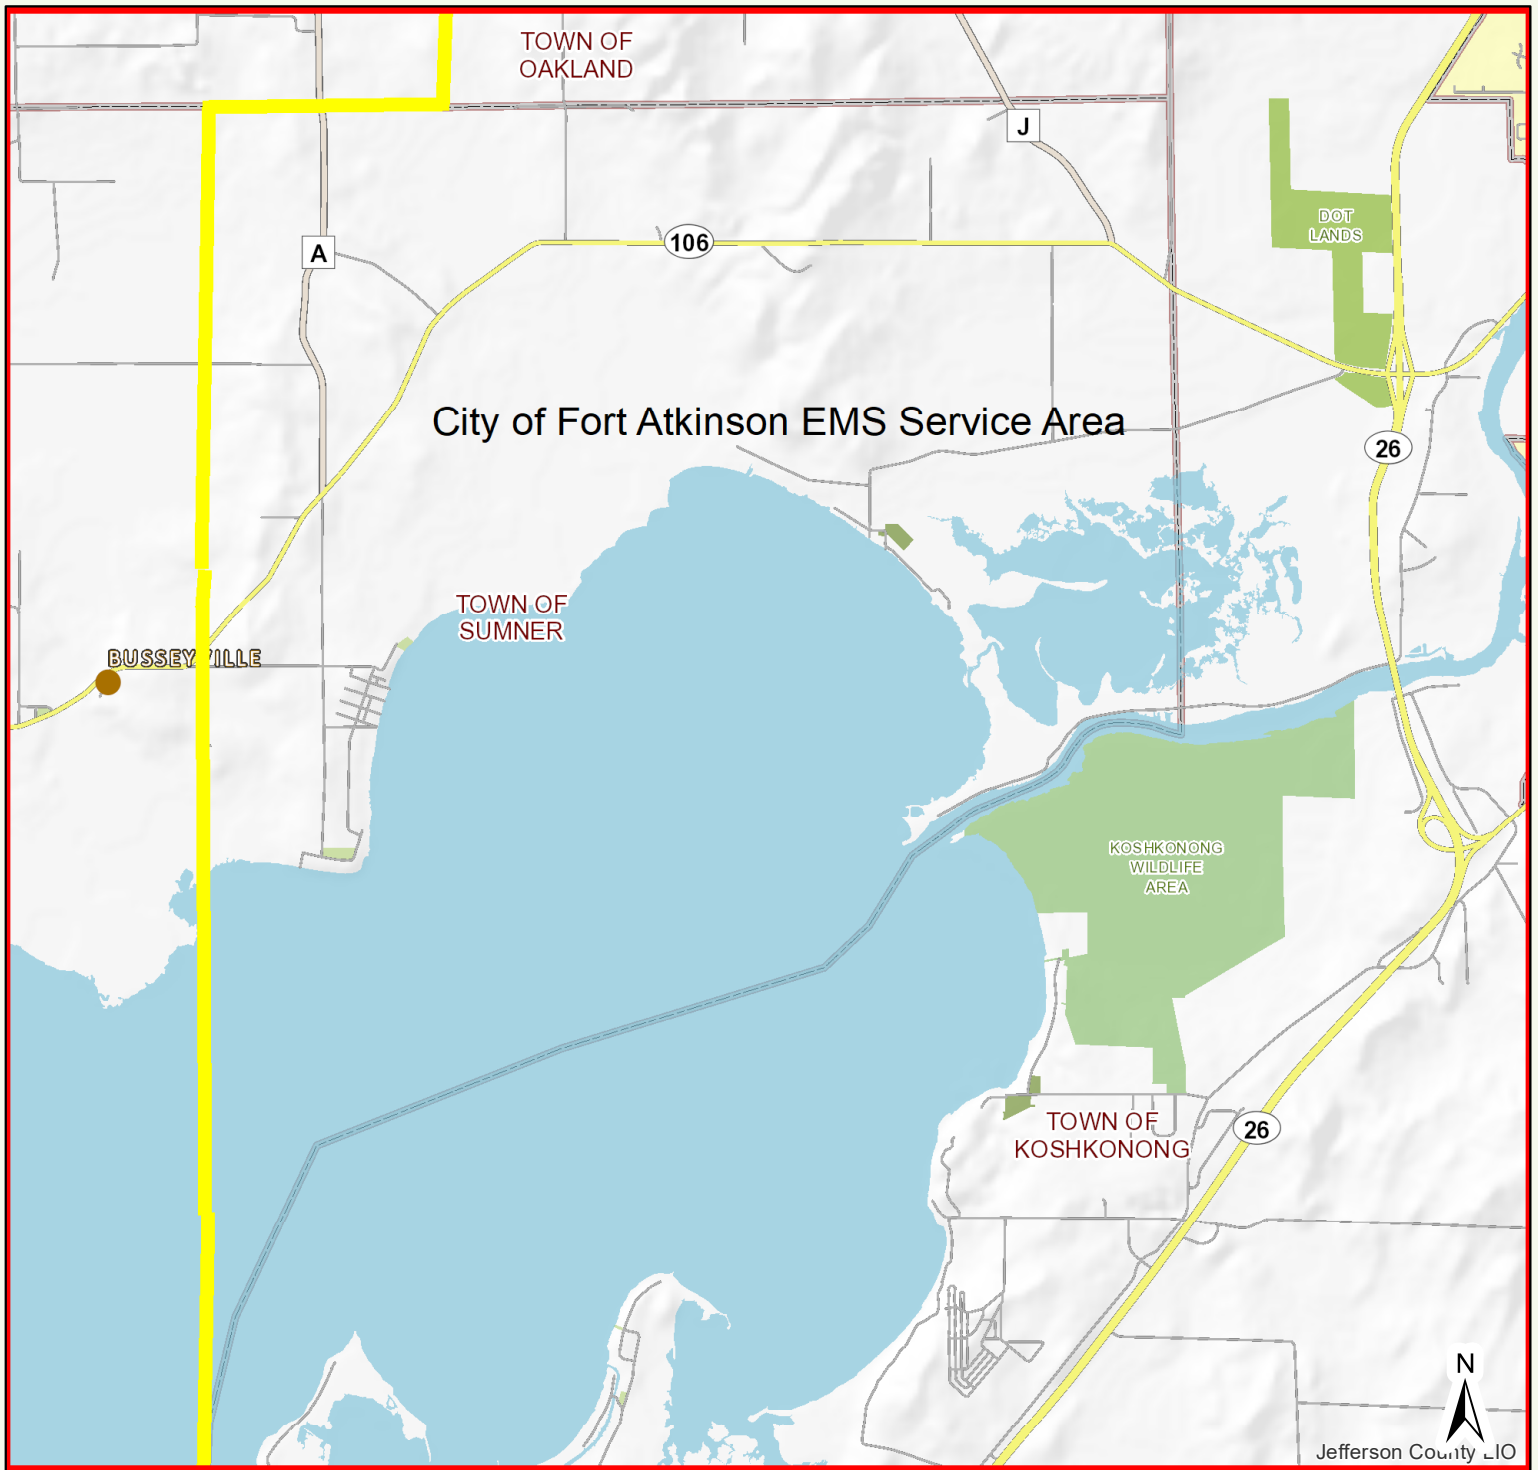 TOWN OF
OAKLAND
J
DOT
LANDS
106
A
City of Fort Atkinson EMS Service Area
26
TOWN OF
SUMNER
BUSSEYVILLE
KOSHKONONG
WILDLIFE
AREA
TOWN OF
KOSHKONONG
26
N
Jefferson County LIO